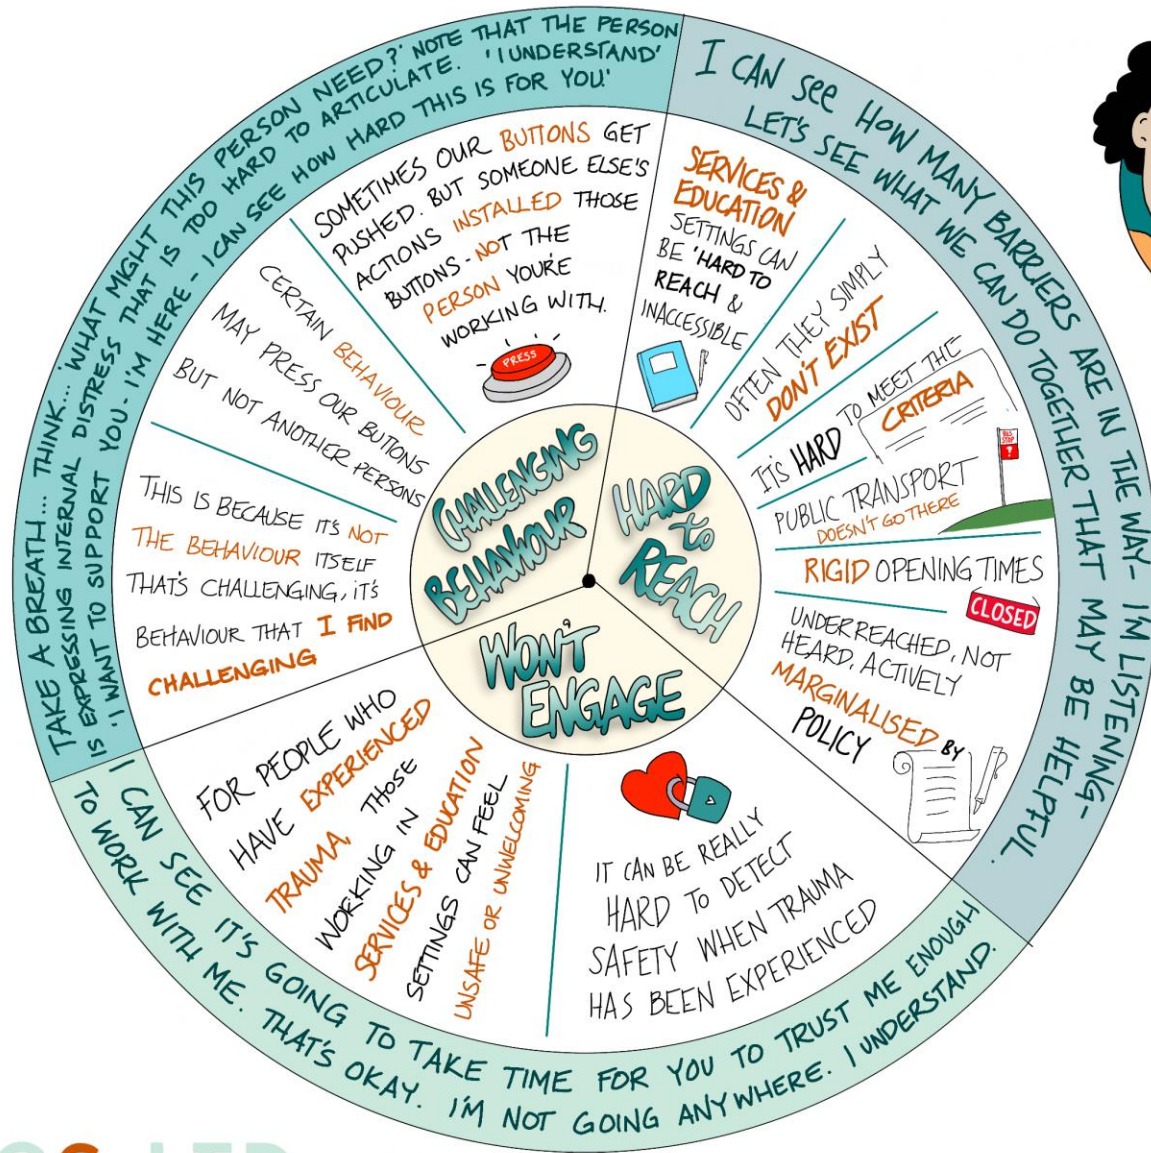 TAKE A BREATH... THINK... 'WHAT MIGHT THIS PERSON NEED?' NOTE THAT THE PERSON
IS EXPRESSING INTERNAL DISTRESS THAT IS TOO HARD TO ARTICULATE. 'I UNDERSTAND'
'I WANT TO SUPPORT YOU - I'M HERE - I CAN SEE HOW HARD THIS IS FOR YOU'
CHALLENGING
BEHAVIOUR
THIS IS BECAUSE IT'S NOT
THE BEHAVIOUR ITSELF
THAT'S CHALLENGING, IT'S
BEHAVIOUR THAT I FIND
CHALLENGING
CERTAIN BEHAVIOUR
MAY PRESS OUR BUTTONS
BUT NOT ANOTHER PERSONS
SOMETIMES OUR BUTTONS GET
PUSHED. BUT SOMEONE ELSE'S
ACTIONS INSTALLED THOSE
BUTTONS - NOT THE
PERSON YOU'RE
WORKING WITH.
PRESS
I CAN SEE HOW MANY BARRIERS ARE IN THE WAY- I'M LISTENING-
LET'S SEE WHAT WE CAN DO TOGETHER THAT MAY BE HELPFUL.
HARD
to
REACH
SERVICES &
EDUCATION
SETTINGS CAN
BE 'HARD TO
REACH &
INACCESSIBLE
OFTEN THEY SIMPLY
DON'T EXIST
IT'S HARD TO MEET THE
CRITERIA
BUS
STOP
PUBLIC TRANSPORT
DOESN'T GO THERE
RIGID OPENING TIMES
CLOSED
UNDERREACHED, NOT
HEARD, ACTIVELY
MARGINALISED BY
POLICY
WON'T
ENGAGE
FOR PEOPLE WHO
HAVE EXPERIENCED
TRAUMA, THOSE
WORKING IN
SERVICES & EDUCATION
SETTINGS CAN FEEL
UNSAFE OR UNWELCOMING
IT CAN BE REALLY
HARD TO DETECT
SAFETY WHEN TRAUMA
HAS BEEN EXPERIENCED
I CAN SEE IT'S GOING TO TAKE TIME FOR YOU TO TRUST ME ENOUGH
TO WORK WITH ME. THAT'S OKAY. I'M NOT GOING ANYWHERE. I UNDERSTAND.